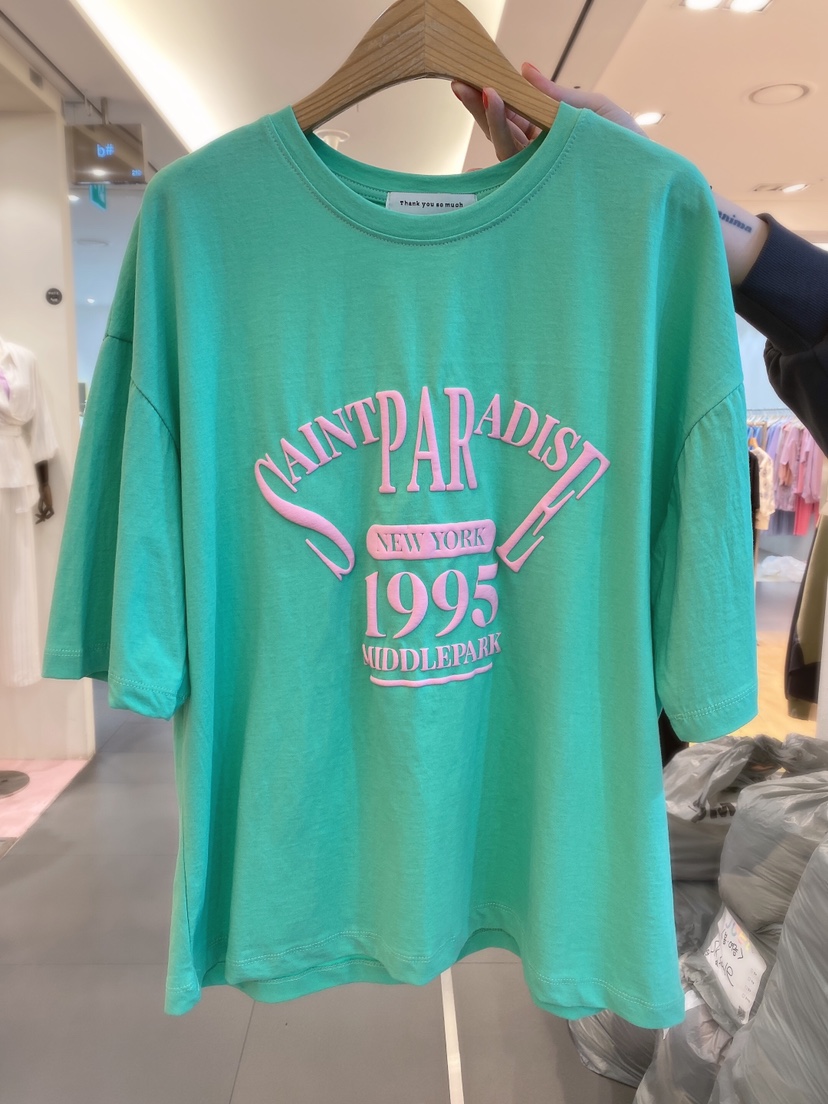 b#
Thank you so much
SAINTPARADISE
NEW YORK
1995
MIDDLEPARK